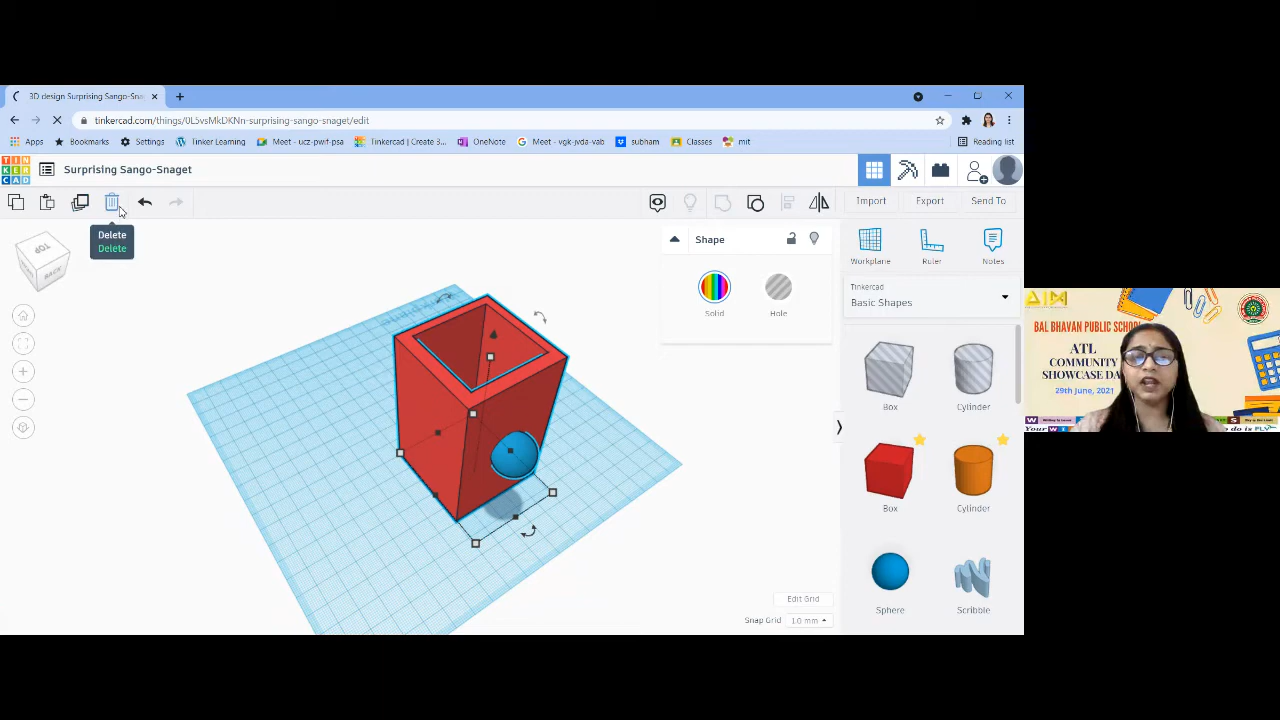 3D design Surprising Sango-Sna
tinkercad.com/things/0L5vsMkDKNn-surprising-sango-snaget/edit
Apps Bookmarks Settings Tinker Learning Meet - ucz-pwif-psa Tinkercad | Create 3... OneNote Meet - vgk-jvda-vab subham Classes mit Reading list
TIN
KER
CAD
Surprising Sango-Snaget
Import Export Send To
Delete
Delete
TOP
BACK
Shape
Solid Hole
Workplane Ruler Notes
Tinkercad
Basic Shapes
Box Cylinder
Box Cylinder
Sphere Scribble
Edit Grid
Snap Grid 1.0 mm
AIM
BAL BHAVAN PUBLIC SCHOOL
ATL
COMMUNITY
SHOWCASE DA
29th June, 2021